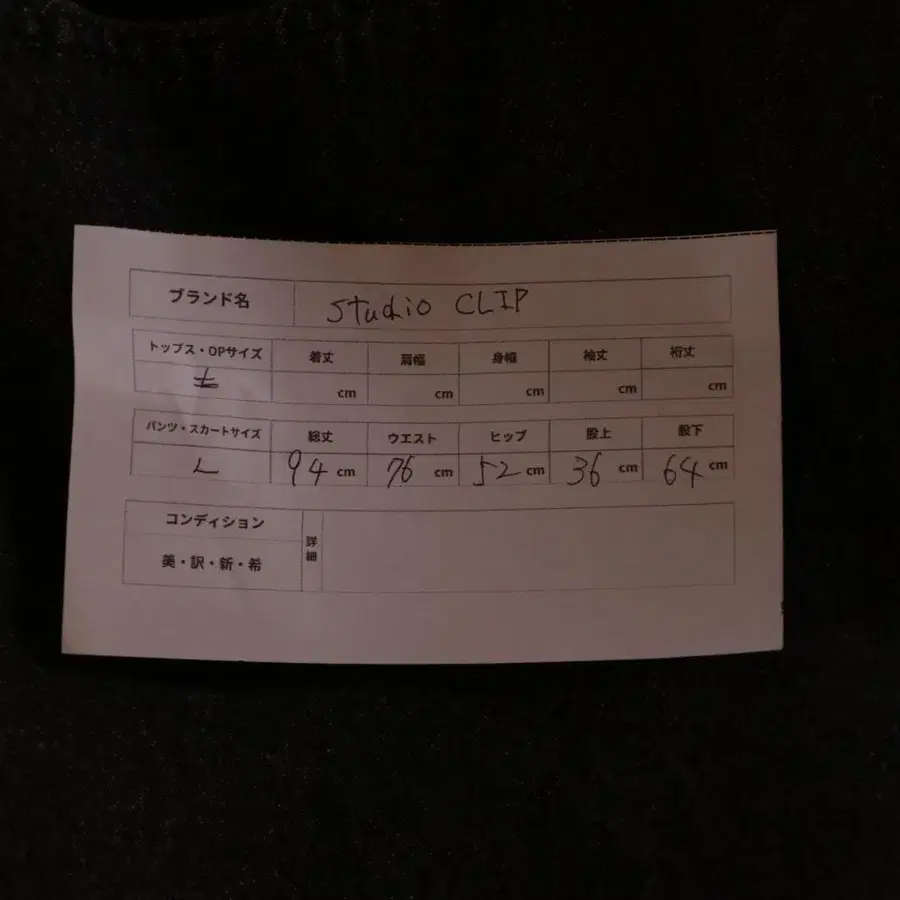 ブランド名 studio CLIP
トップス・OPサイズ 着丈 肩幅 身幅 袖丈 裄丈
cm cm cm cm cm
パンツ・スカートサイズ 総丈 ウエスト ヒップ 股上 股下
L 94 cm 76 cm 52 cm 36 cm 64 cm
コンディション 詳細
美・訳・新・希